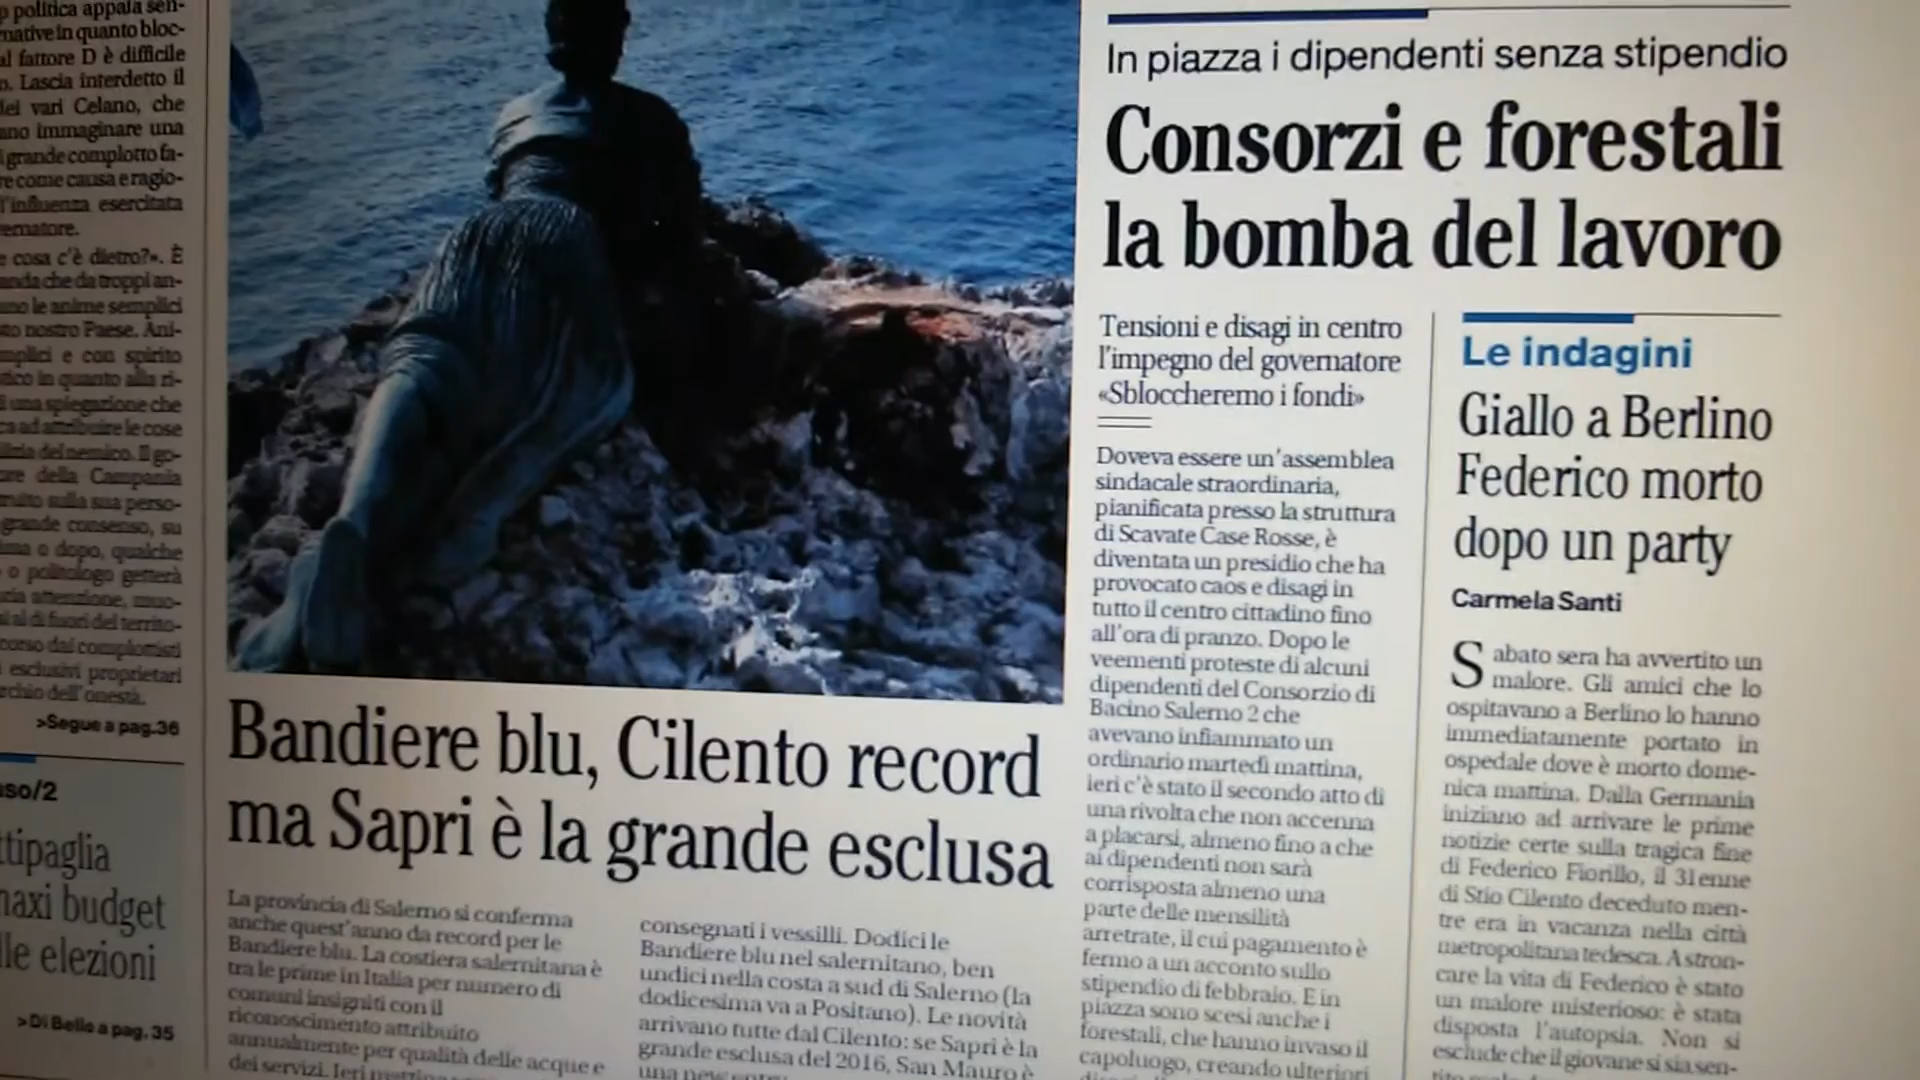 p politica appaia sen-
native in quanto bloc-
al fattore D è difficile
o. Lascia interdetto il
dei vari Celano, che
ano immaginare una
grande complotto fa-
re come causa e ragio-
l'influenza esercitata
ernatore.
e cosa c'è dietro?». È
anda che da troppi an-
uno le anime semplici
sto nostro Paese. Ani-
mplici e con spirito
tico in quanto alla ri-
una spiegazione che
ca ad attribuire le cose
lizia del nemico. Il go-
ore della Campania
ruito sulla sua perso-
grande consenso, su
ima o dopo, qualche
o politologo getterà
attenzione, muo-
al di fuori del territo-
corso dai complottisti
esclusivi proprietari
rchio dell'onestà.
>Segue a pag.36
uso/2
ttipaglia
maxi budget
lle elezioni
>Di Bello a pag. 35
Bandiere blu, Cilento record
ma Sapri è la grande esclusa
La provincia di Salerno si conferma
anche quest'anno da record per le
Bandiere blu. La costiera salernitana è
tra le prime in Italia per numero di
comuni insigniti con il
riconoscimento attribuito
annualmente per qualità delle acque e
dei servizi. Ieri mattina
consegnati i vessilli. Dodici le
Bandiere blu nel salernitano, ben
undici nella costa a sud di Salerno (la
dodicesima va a Positano). Le novità
arrivano tutte dal Cilento: se Sapri è la
grande esclusa del 2016, San Mauro è
una new entry
In piazza i dipendenti senza stipendio
Consorzi e forestali
la bomba del lavoro
Tensioni e disagi in centro
l'impegno del governatore
«Sbloccheremo i fondi»
Doveva essere un'assemblea
sindacale straordinaria,
pianificata presso la struttura
di Scavate Case Rosse, è
diventata un presidio che ha
provocato caos e disagi in
tutto il centro cittadino fino
all'ora di pranzo. Dopo le
veementi proteste di alcuni
dipendenti del Consorzio di
Bacino Salerno 2 che
avevano infiammato un
ordinario martedì mattina,
ieri c'è stato il secondo atto di
una rivolta che non accenna
a placarsi, almeno fino a che
ai dipendenti non sarà
corrisposta almeno una
parte delle mensilità
arretrate, il cui pagamento è
fermo a un acconto sullo
stipendio di febbraio. E in
piazza sono scesi anche i
forestali, che hanno invaso il
capoluogo, creando ulteriori
Le indagini
Giallo a Berlino
Federico morto
dopo un party
Carmela Santi
Sabato sera ha avvertito un
malore. Gli amici che lo
ospitavano a Berlino lo hanno
immediatamente portato in
ospedale dove è morto dome-
nica mattina. Dalla Germania
iniziano ad arrivare le prime
notizie certe sulla tragica fine
di Federico Fiorillo, il 31enne
di Stio Cilento deceduto men-
tre era in vacanza nella città
metropolitana tedesca. A stron-
care la vita di Federico è stato
un malore misterioso: è stata
disposta l'autopsia. Non si
esclude che il giovane si sia sen-